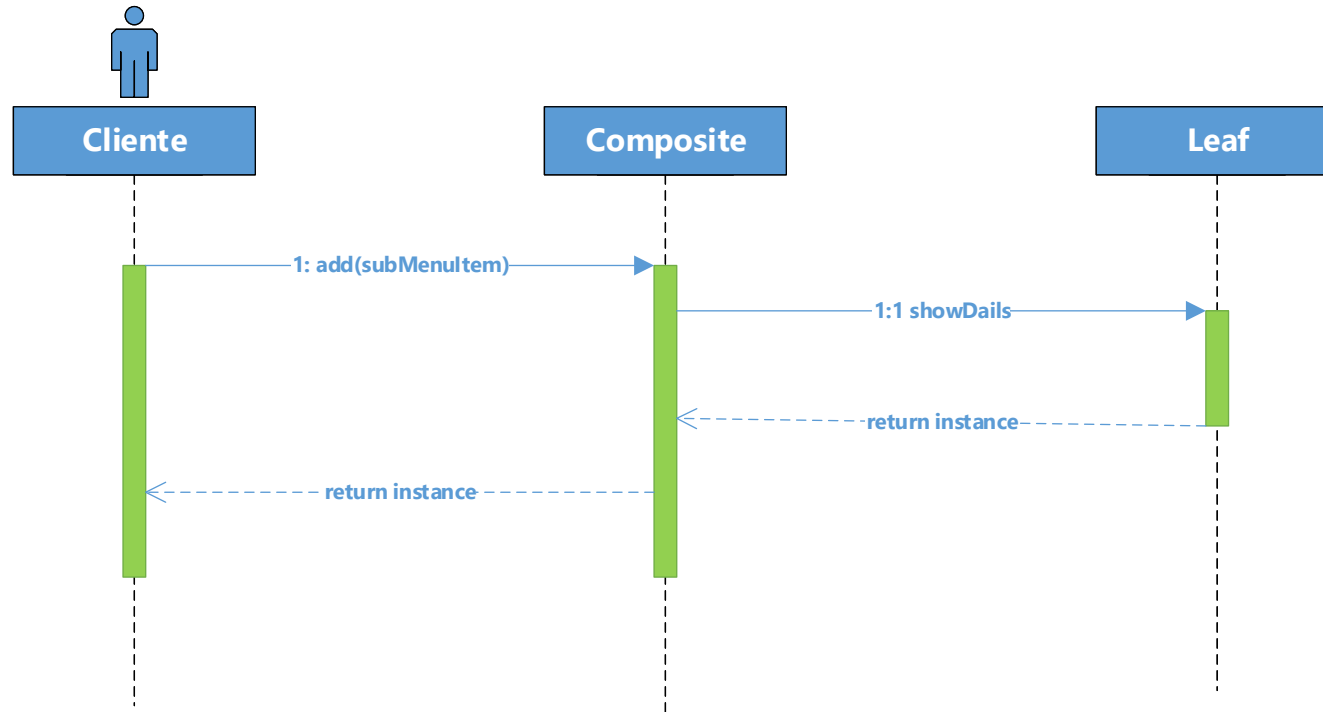 Cliente
Composite
Leaf
1: add(subMenuItem)
1:1 showDails
return instance
return instance